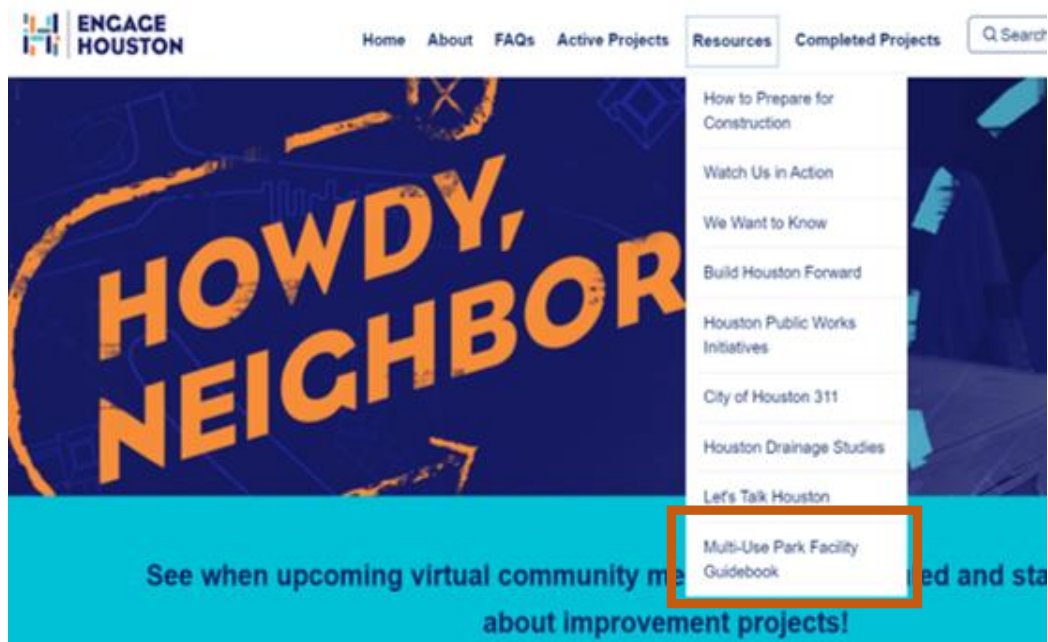 ENGAGE
HOUSTON
Home About FAQs Active Projects Resources Completed Projects Search
How to Prepare for
Construction
Watch Us in Action
We Want to Know
Build Houston Forward
Houston Public Works
Initiatives
City of Houston 311
Houston Drainage Studies
Let's Talk Houston
Multi-Use Park Facility
Guidebook
HOWDY,
NEIGHBOR
See when upcoming virtual community me ed and sta
about improvement projects!